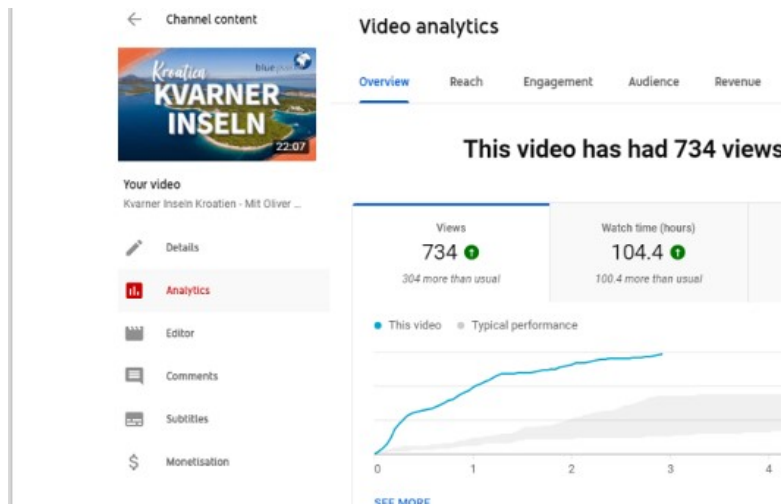 Channel content
Kroatien
KVARNER
INSELN
22:07
Your video
Kvarner Inseln Kroatien - Mit Oliver ...
Details
Analytics
Editor
Comments
Subtitles
Monetisation
Video analytics
Overview Reach Engagement Audience Revenue
This video has had 734 views
Views
734
304 more than usual
Watch time (hours)
104.4
100.4 more than usual
This video Typical performance
0 1 2 3 4
SEE MORE